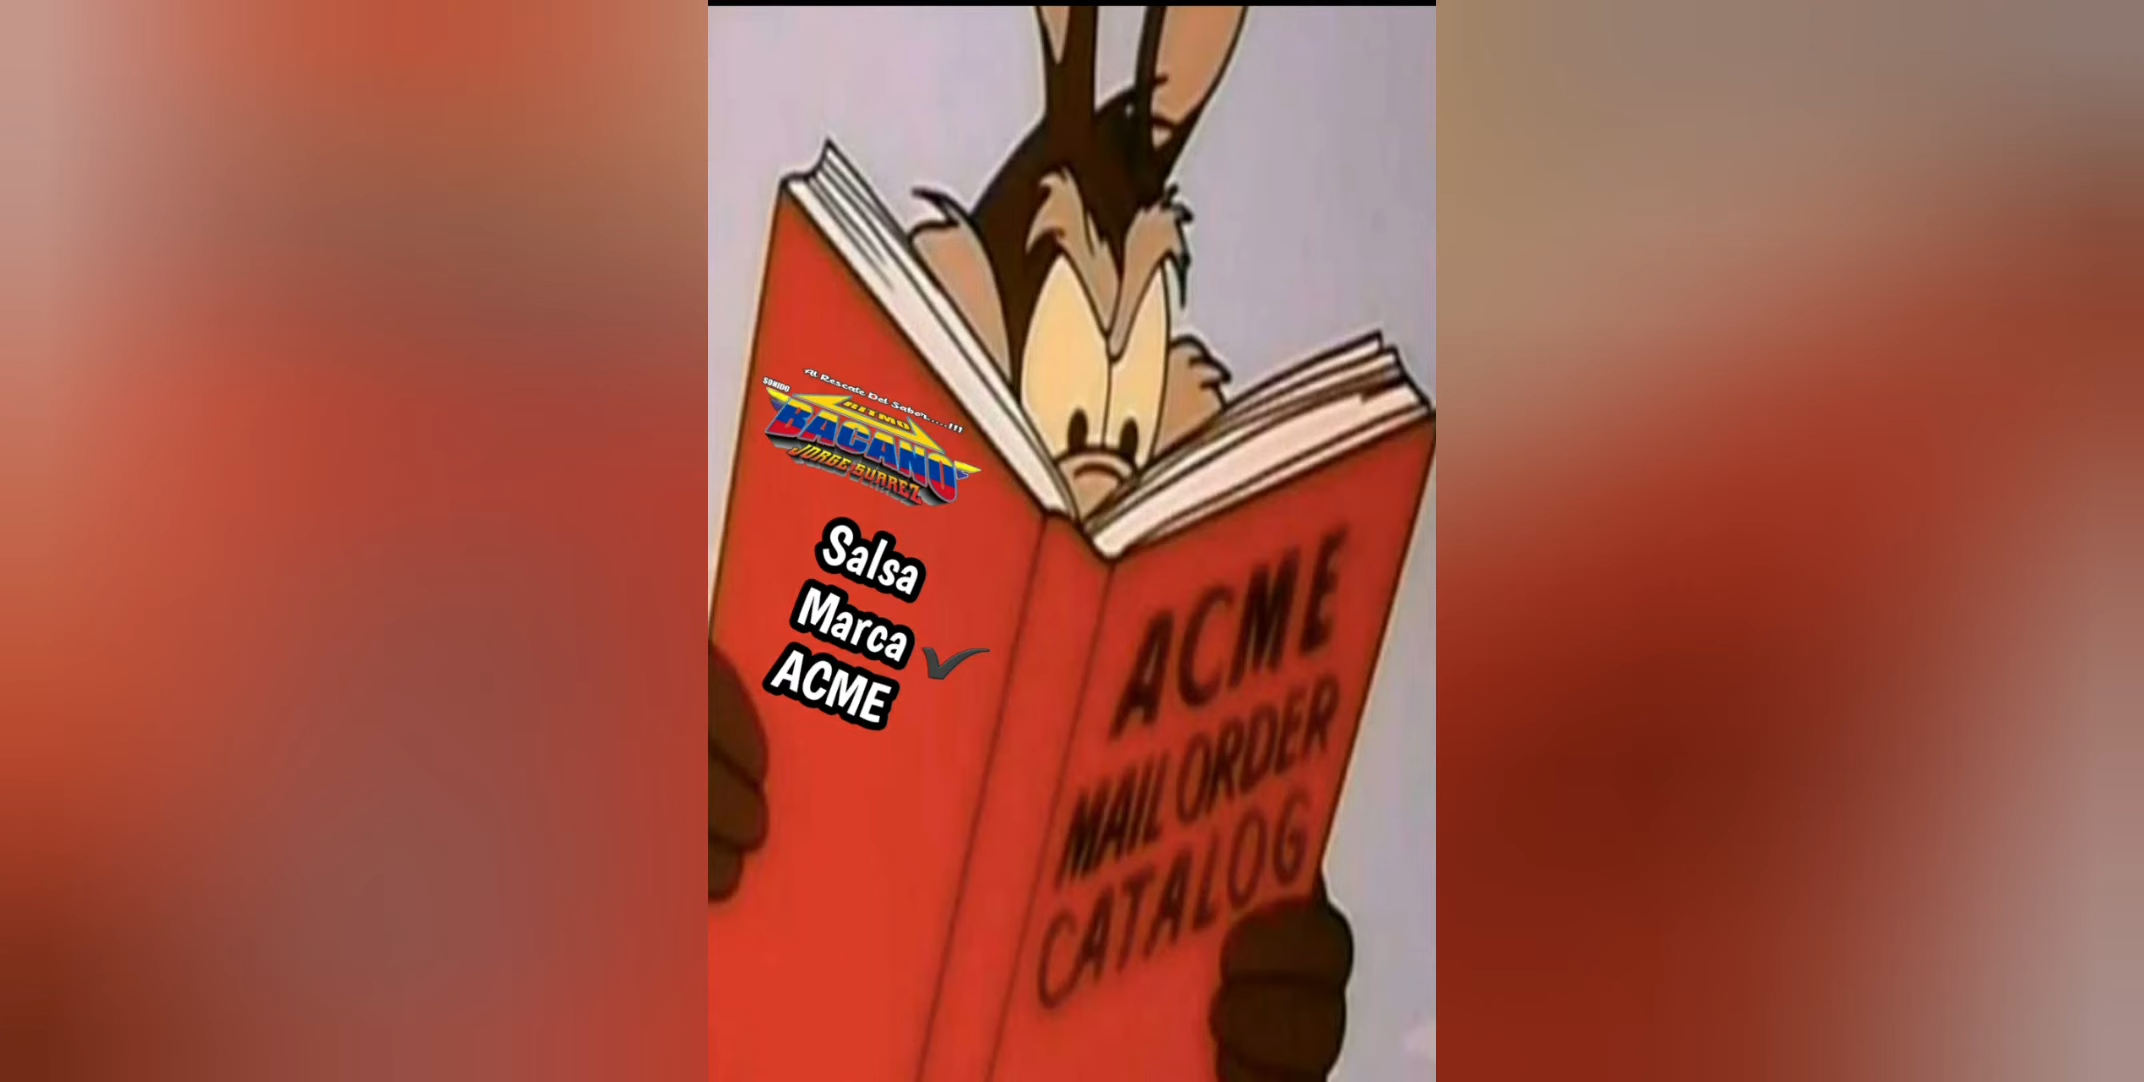 Al Rescate Del Sabor.....!!!
SONIDO
RITMO
BACANO
JORGE SUAREZ
Salsa
Marca
ACME
ACME
MAIL ORDER
CATALOG